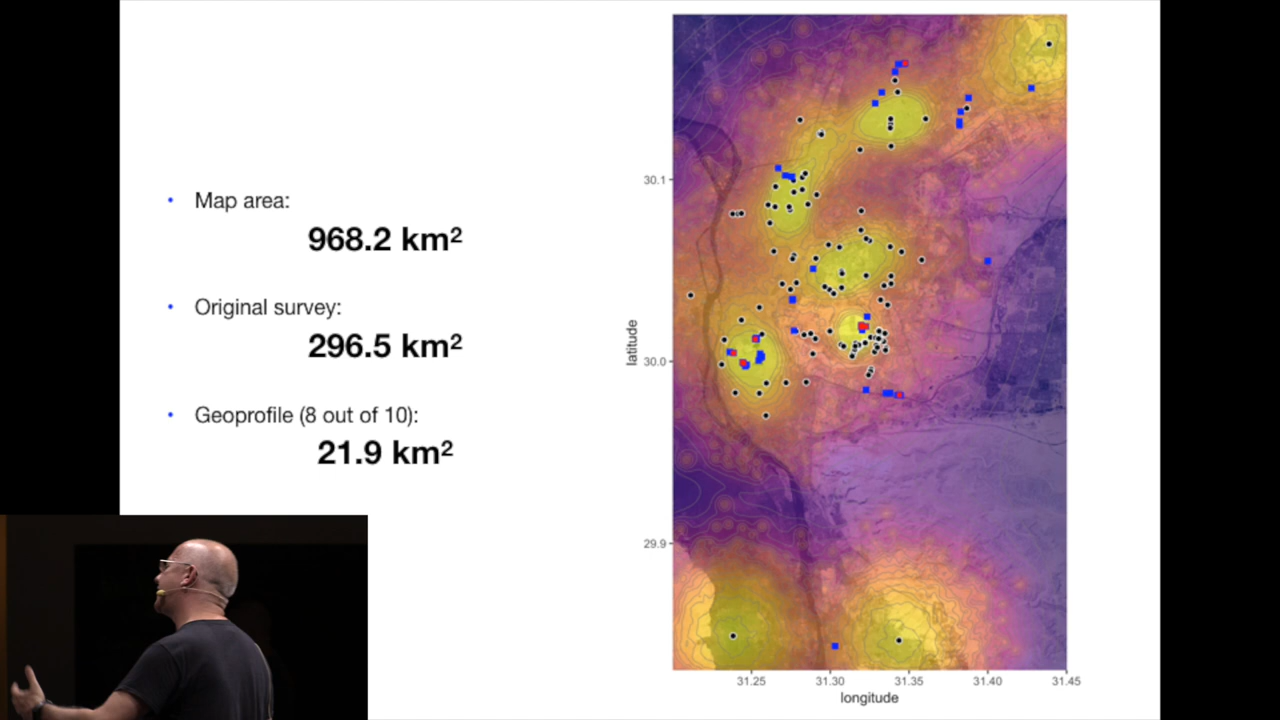 • Map area:
968.2 km²
• Original survey:
296.5 km²
• Geoprofile (8 out of 10):
21.9 km²
latitude
30.1
30.0
29.9
31.25 31.30 31.35 31.40 31.45
longitude